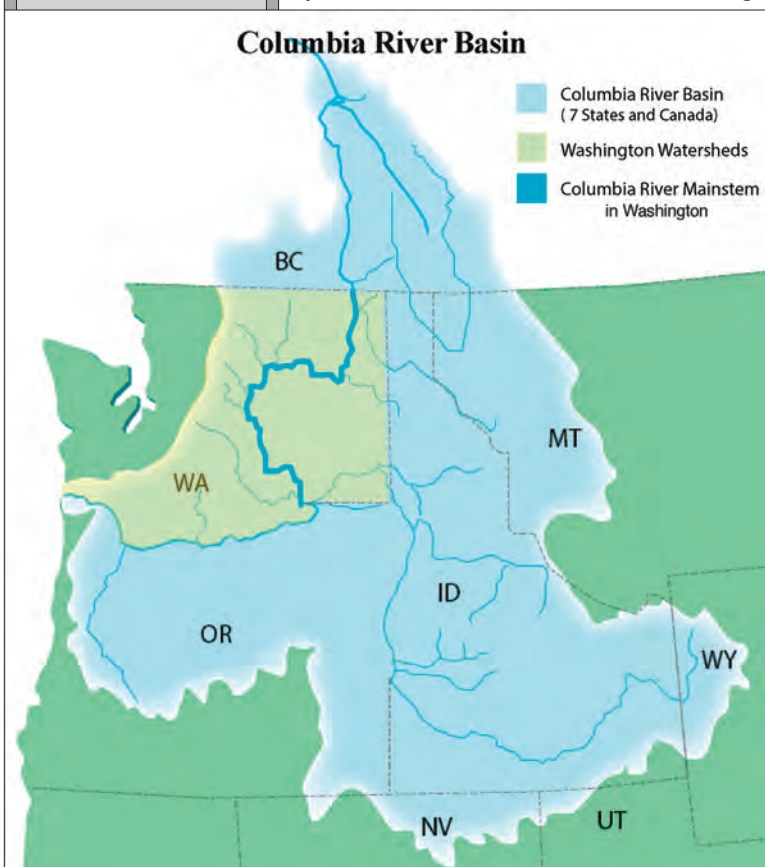 Columbia River Basin
Columbia River Basin
( 7 States and Canada)
Washington Watersheds
Columbia River Mainstem
in Washington
BC
MT
WA
ID
OR
WY
NV
UT